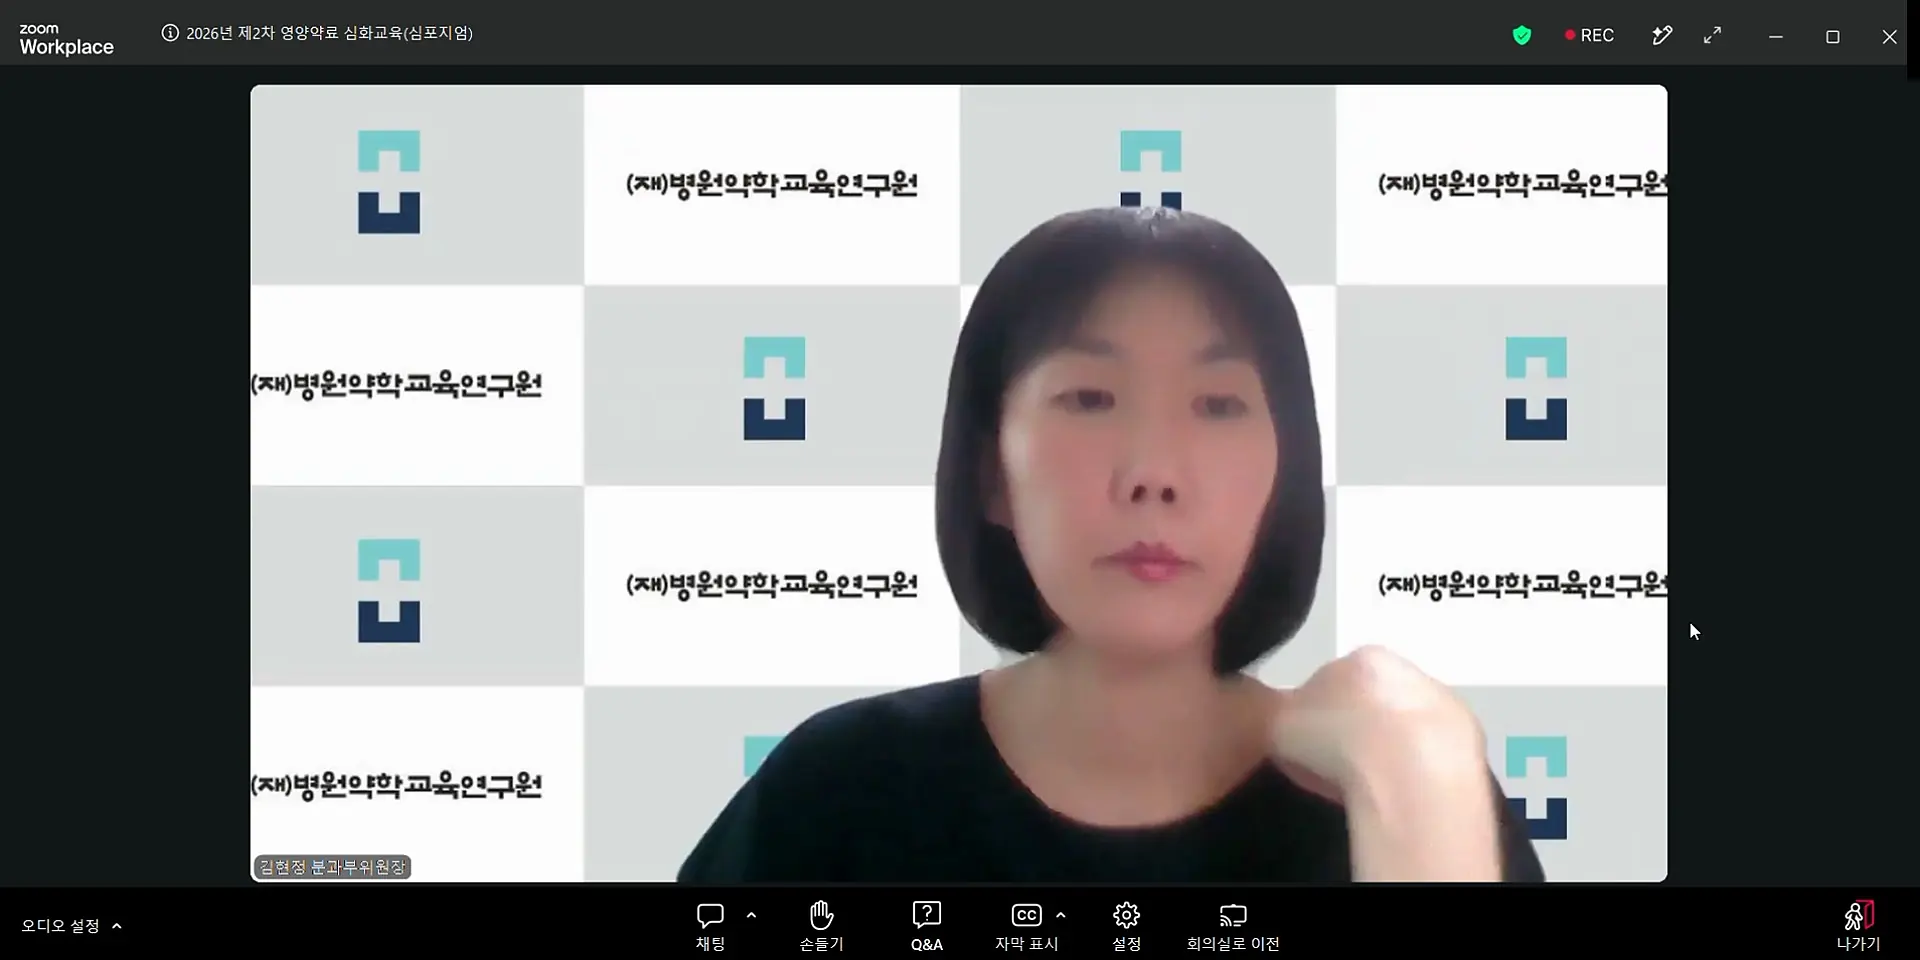 zoom
Workplace
2026년 제2차 영양약료 심화교육(심포지엄)
REC
(재)병원약학교육연구원
(재)병원약학교육연구원
(재)병원약학교육연구원
(재)병원약학교육연구원
(재)병원약학교육연구원
(재)병원약학교육연구원
김현정 분과부위원장
오디오 설정
채팅
손들기
Q&A
CC
자막 표시
설정
회의실로 이전
나가기